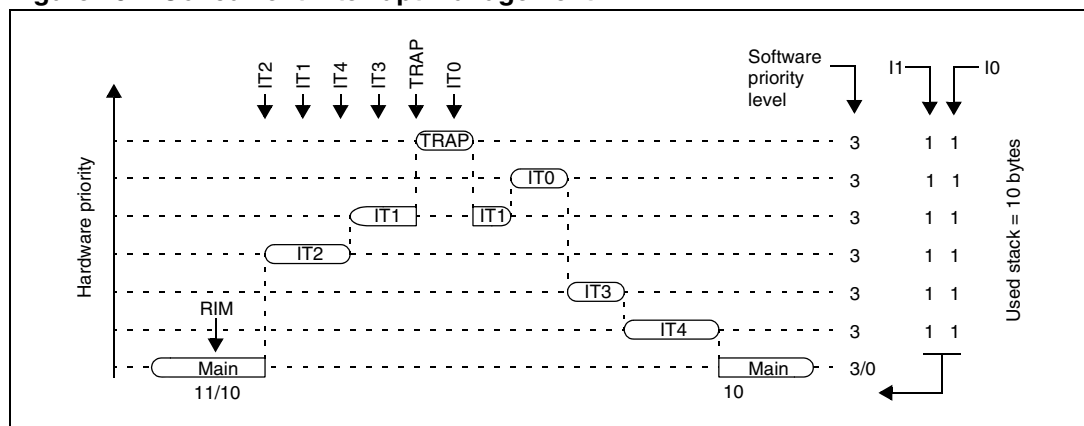 IT2
IT1
IT4
IT3
TRAP
IT0
Software
priority
level
I1
I0
Hardware priority
TRAP
3
1 1
IT0
3
1 1
IT1
IT1
3
1 1
IT2
3
1 1
IT3
3
1 1
RIM
IT4
3
1 1
Main
Main
3/0
11/10
10
Used stack = 10 bytes